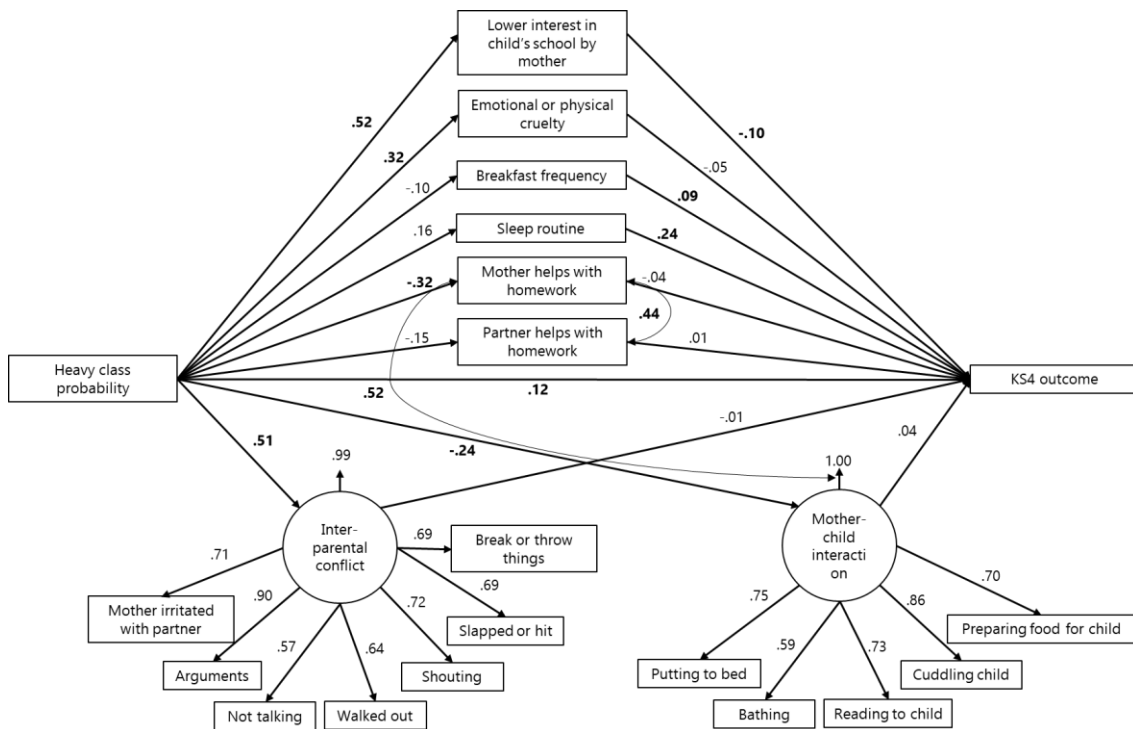 Lower interest in
child's school by
mother
.52
-.10
Emotional or physical
cruelty
.32
-.05
Breakfast frequency
-.10
.09
Sleep routine
.16
.24
Mother helps with
homework
-.32
-.04
.44
Partner helps with
homework
-.15
.01
Heavy class
probability
.52
.12
KS4 outcome
-.01
.51
-.24
.04
.99
1.00
Inter-
parental
conflict
Mother-
child
interacti
on
.69
Break or throw
things
.71
.69
.70
.90
.72
.75
.86
Mother irritated
with partner
Slapped or hit
Preparing food for child
.57
.64
.59
.73
Arguments
Shouting
Putting to bed
Cuddling child
Not talking
Walked out
Bathing
Reading to child